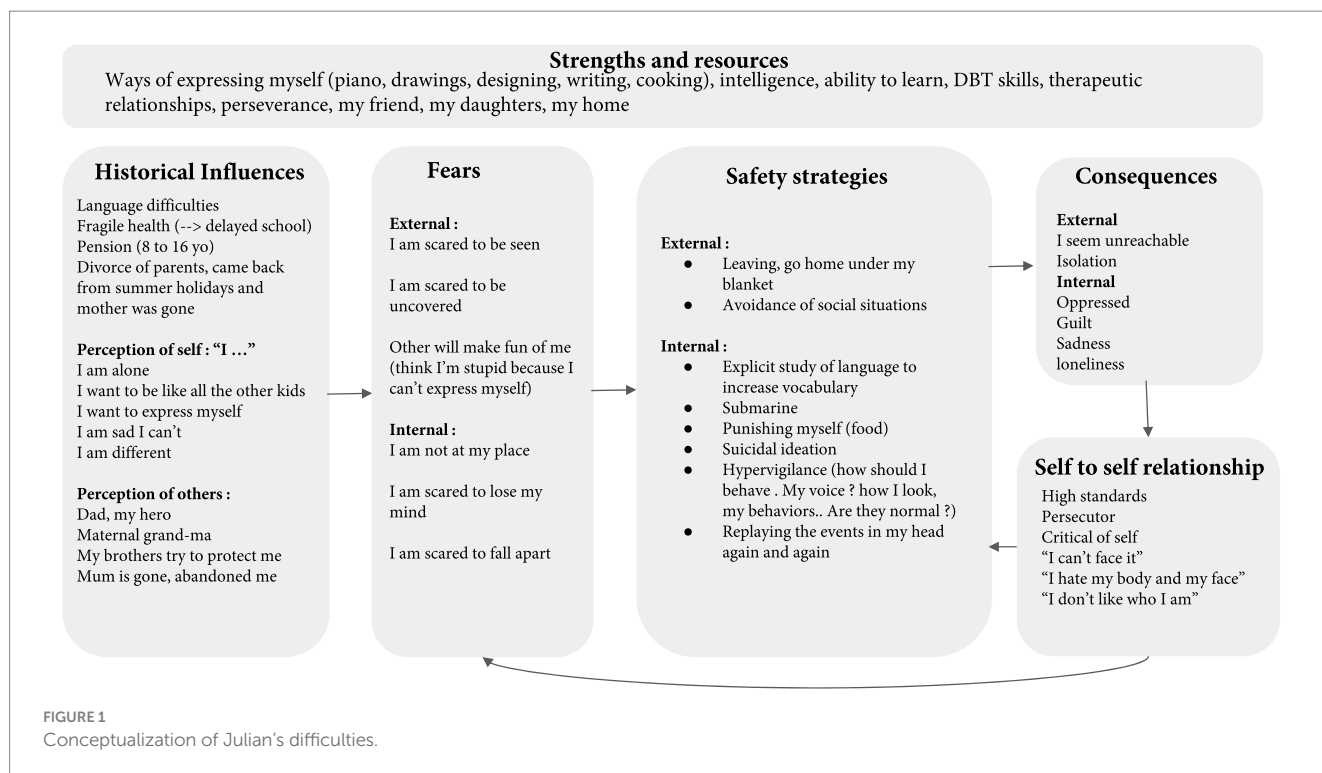 Strengths and resources
Ways of expressing myself (piano, drawings, designing, writing, cooking), intelligence, ability to learn, DBT skills, therapeutic
relationships, perseverance, my friend, my daughters, my home
Historical Influences
Language difficulties
Fragile health (--> delayed school)
Pension (8 to 16 yo)
Divorce of parents, came back
from summer holidays and
mother was gone
Perception of self : “I ...”
I am alone
I want to be like all the other kids
I want to express myself
I am sad I can’t
I am different
Perception of others :
Dad, my hero
Maternal grand-ma
My brothers try to protect me
Mum is gone, abandoned me
Fears
External :
I am scared to be seen
I am scared to be
uncovered
Other will make fun of me
(think I’m stupid because I
can’t express myself)
Internal :
I am not at my place
I am scared to lose my
mind
I am scared to fall apart
Safety strategies
External :
● Leaving, go home under my
blanket
● Avoidance of social situations
Internal :
● Explicit study of language to
increase vocabulary
● Submarine
● Punishing myself (food)
● Suicidal ideation
● Hypervigilance (how should I
behave . My voice ? how I look,
my behaviors.. Are they normal ?)
● Replaying the events in my head
again and again
Consequences
External
I seem unreachable
Isolation
Internal
Oppressed
Guilt
Sadness
loneliness
Self to self relationship
High standards
Persecutor
Critical of self
“I can’t face it”
“I hate my body and my face”
“I don’t like who I am”
FIGURE 1
Conceptualization of Julian’s difficulties.